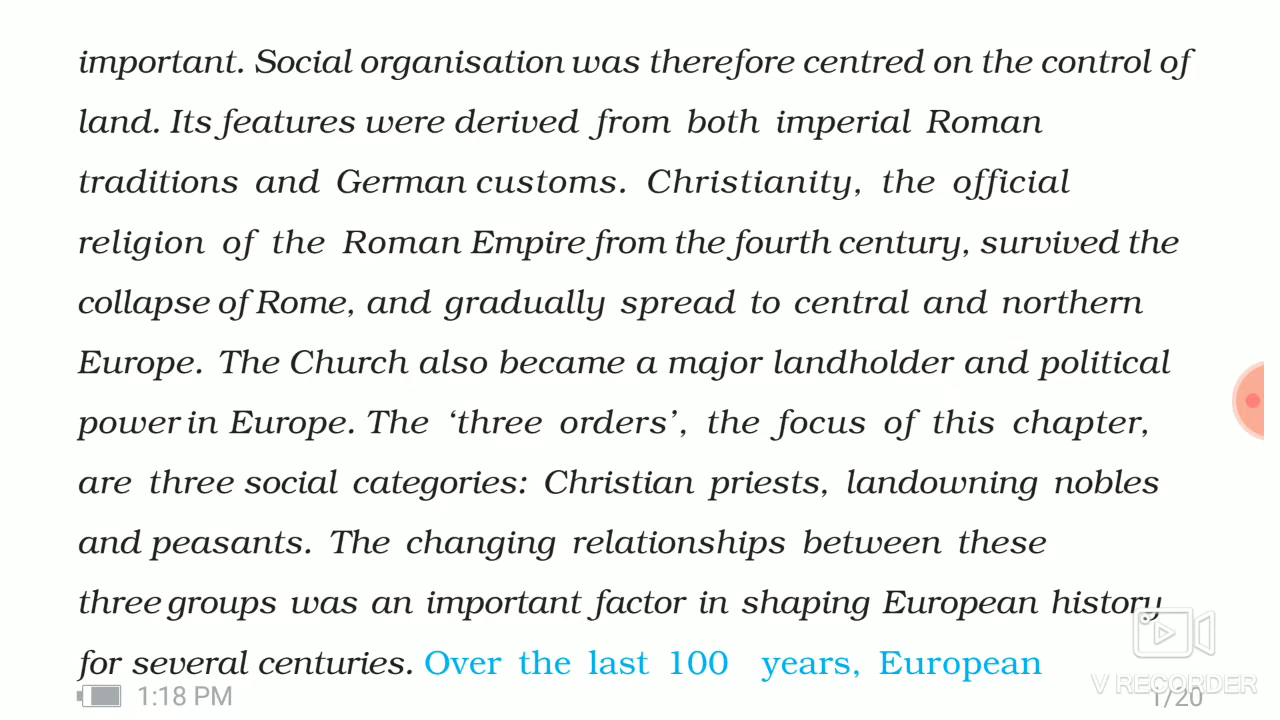 important. Social organisation was therefore centred on the control of
land. Its features were derived from both imperial Roman
traditions and German customs. Christianity, the official
religion of the Roman Empire from the fourth century, survived the
collapse of Rome, and gradually spread to central and northern
Europe. The Church also became a major landholder and political
power in Europe. The ‘three orders’, the focus of this chapter,
are three social categories: Christian priests, landowning nobles
and peasants. The changing relationships between these
three groups was an important factor in shaping European history
for several centuries. Over the last 100 years, European
V RECORDER
1:18 PM 1/20